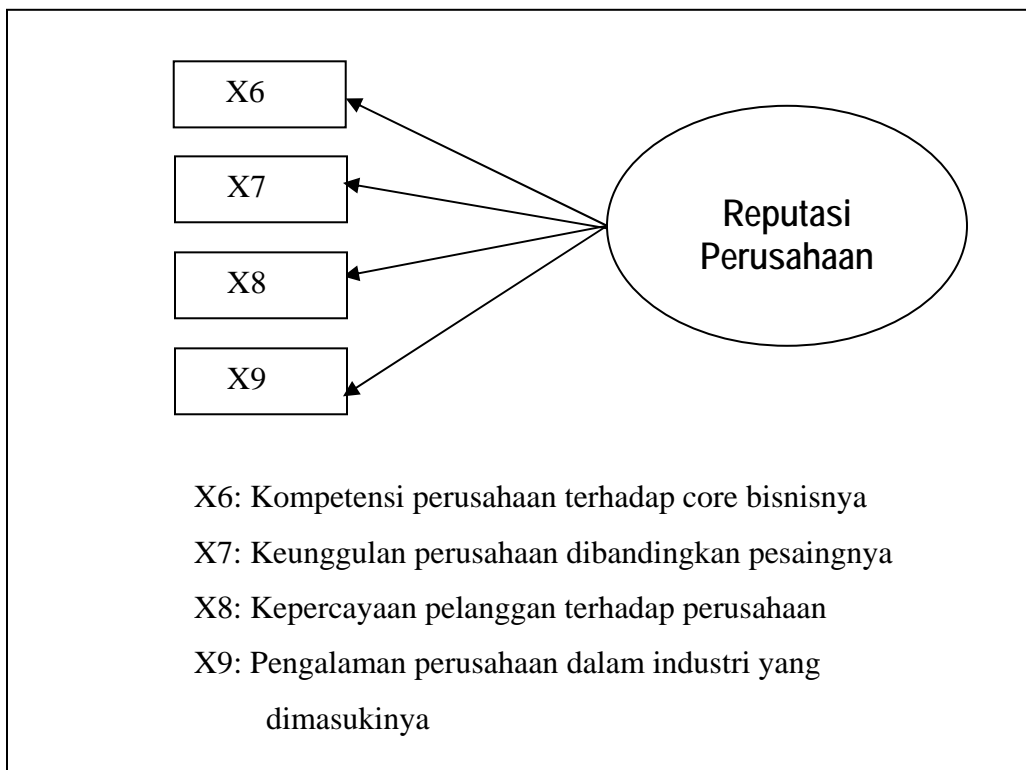 X6
X7
X8
X9
Reputasi
Perusahaan
X6: Kompetensi perusahaan terhadap core bisnisnya
X7: Keunggulan perusahaan dibandingkan pesaingnya
X8: Kepercayaan pelanggan terhadap perusahaan
X9: Pengalaman perusahaan dalam industri yang
dimasukinya